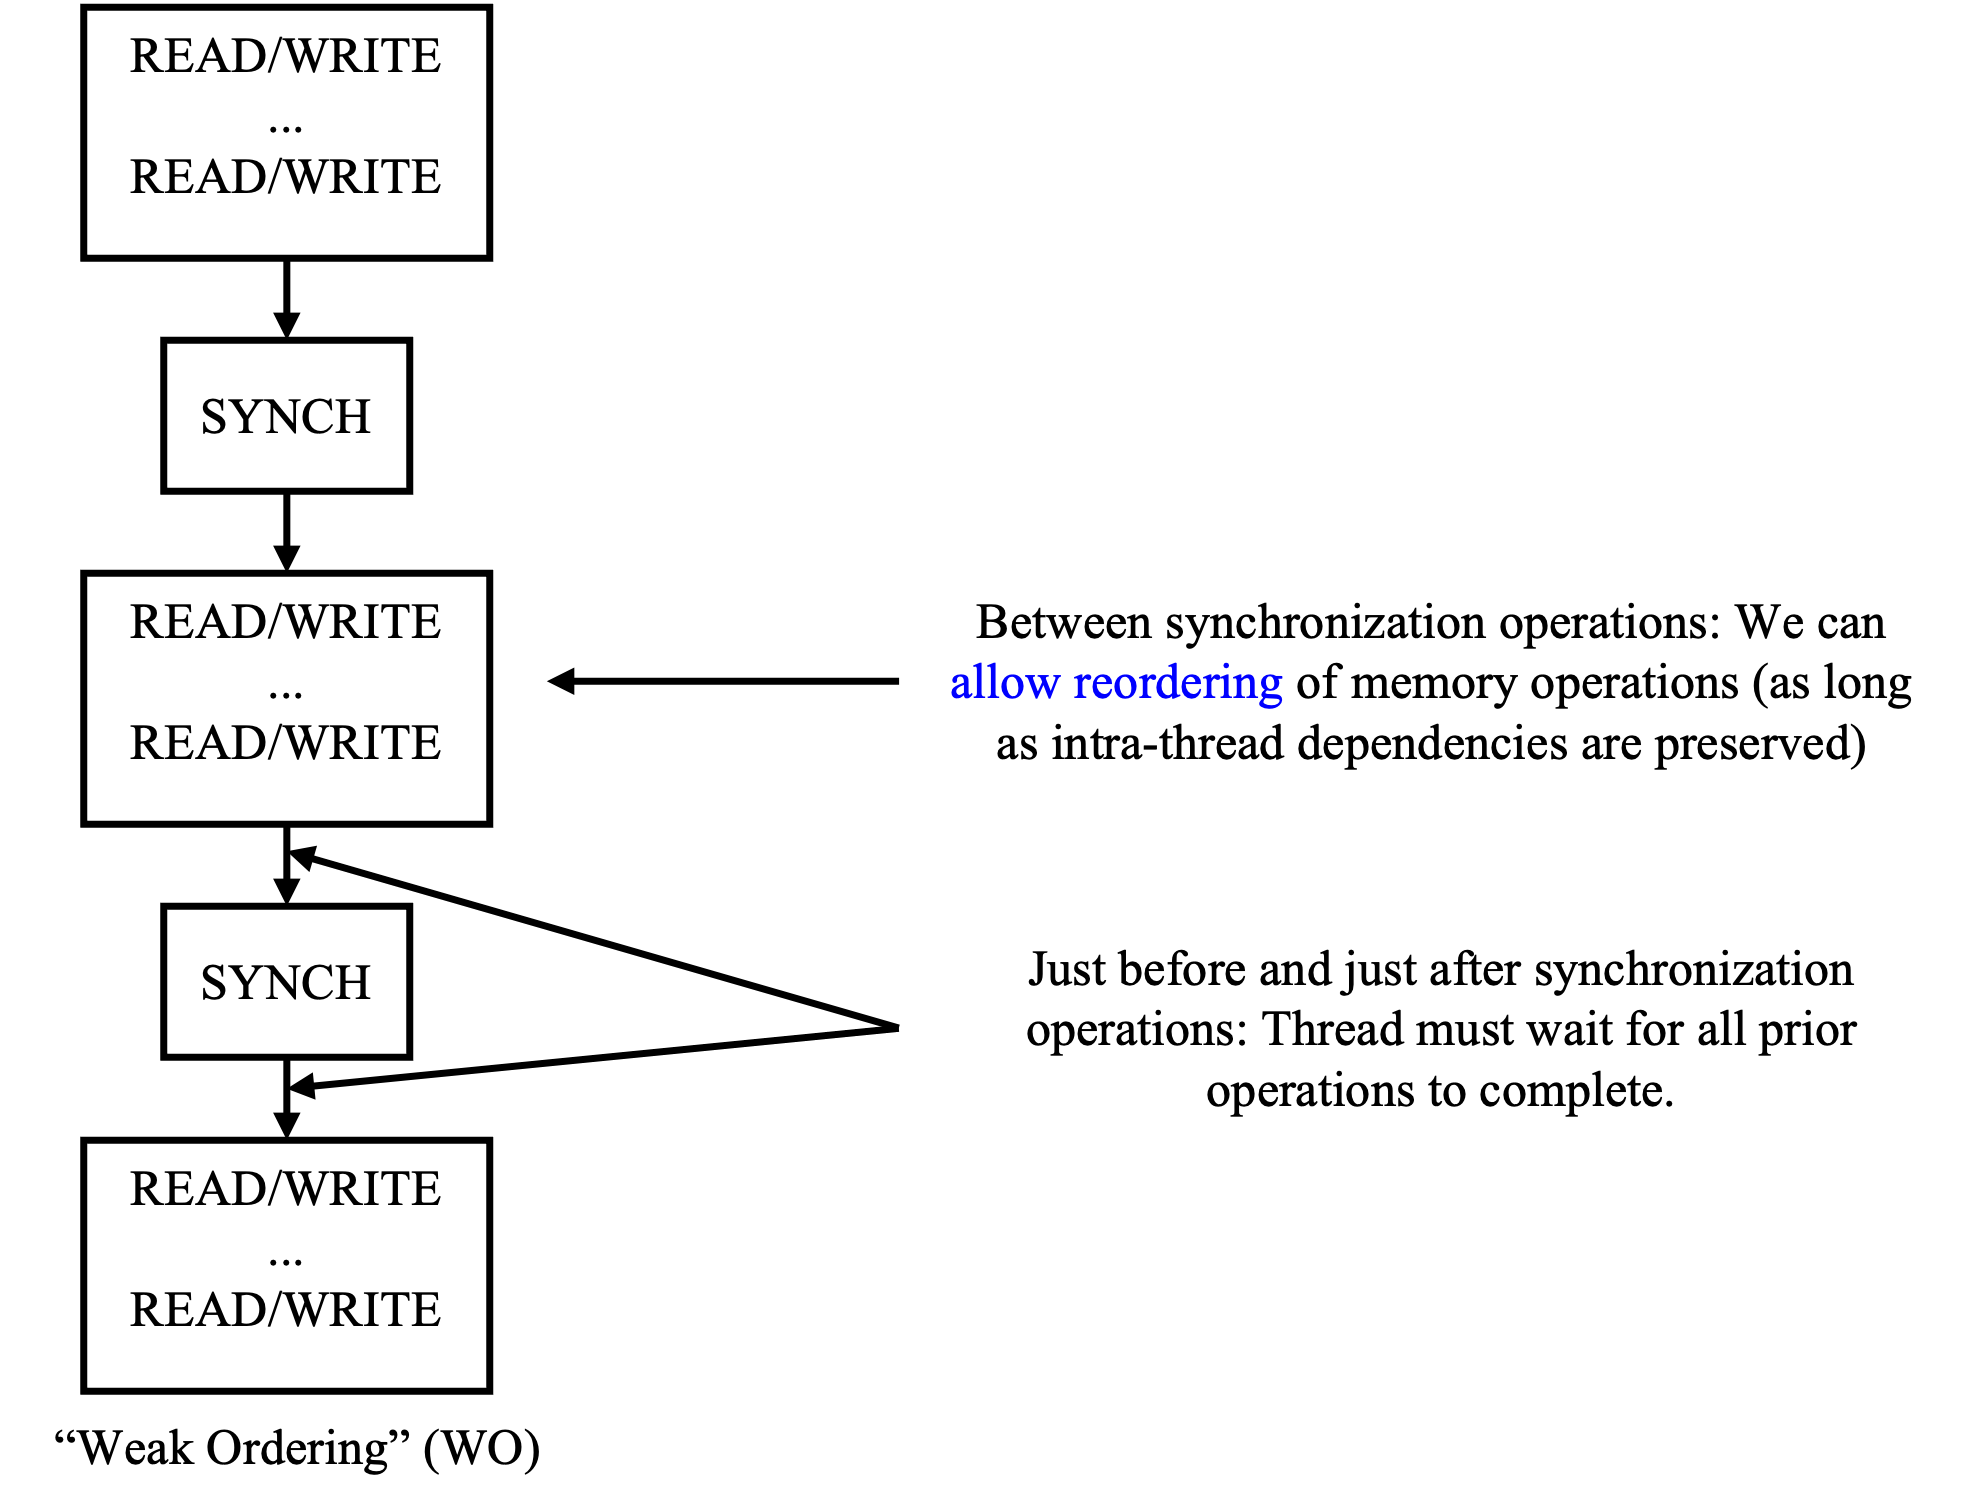 READ/WRITE
...
READ/WRITE
SYNCH
READ/WRITE
...
READ/WRITE
Between synchronization operations: We can
allow reordering of memory operations (as long
as intra-thread dependencies are preserved)
SYNCH
Just before and just after synchronization
operations: Thread must wait for all prior
operations to complete.
READ/WRITE
...
READ/WRITE
“Weak Ordering” (WO)